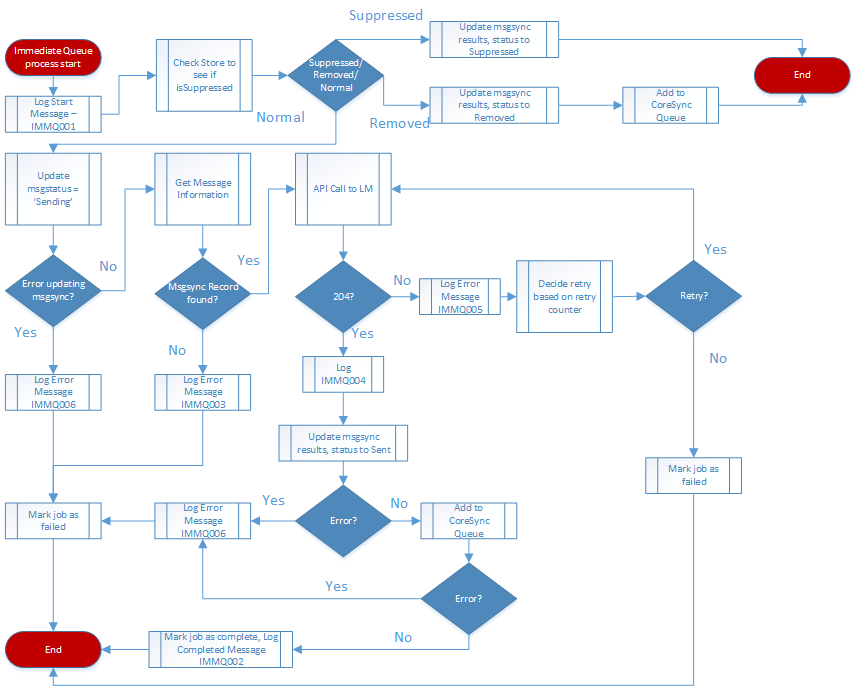 Suppressed
Immediate Queue
process start
Check Store to
see if
isSuppressed
Suppressed/
Removed/
Normal
Update msgsync
results, status to
Suppressed
End
Log Start
Message –
IMMQ001
Normal
Removed
Update msgsync
results, status to
Removed
Add to
CoreSync
Queue
Update
msgstatus =
‘Sending’
Get Message
Information
API Call to LM
No
Yes
Yes
Error updating
msgsync?
Msgsync Record
found?
204?
No
Log Error
Message
IMMQ005
Decide retry
based on retry
counter
Retry?
Yes
No
Yes
No
Log Error
Message
IMMQ006
Log Error
Message
IMMQ003
Log
IMMQ004
Update msgsync
results, status to Sent
Mark job as
failed
Mark job as
failed
Log Error
Message
IMMQ006
Yes
Error?
No
Add to
CoreSync
Queue
Yes
Error?
No
End
Mark job as complete, Log
Completed Message
IMMQ002